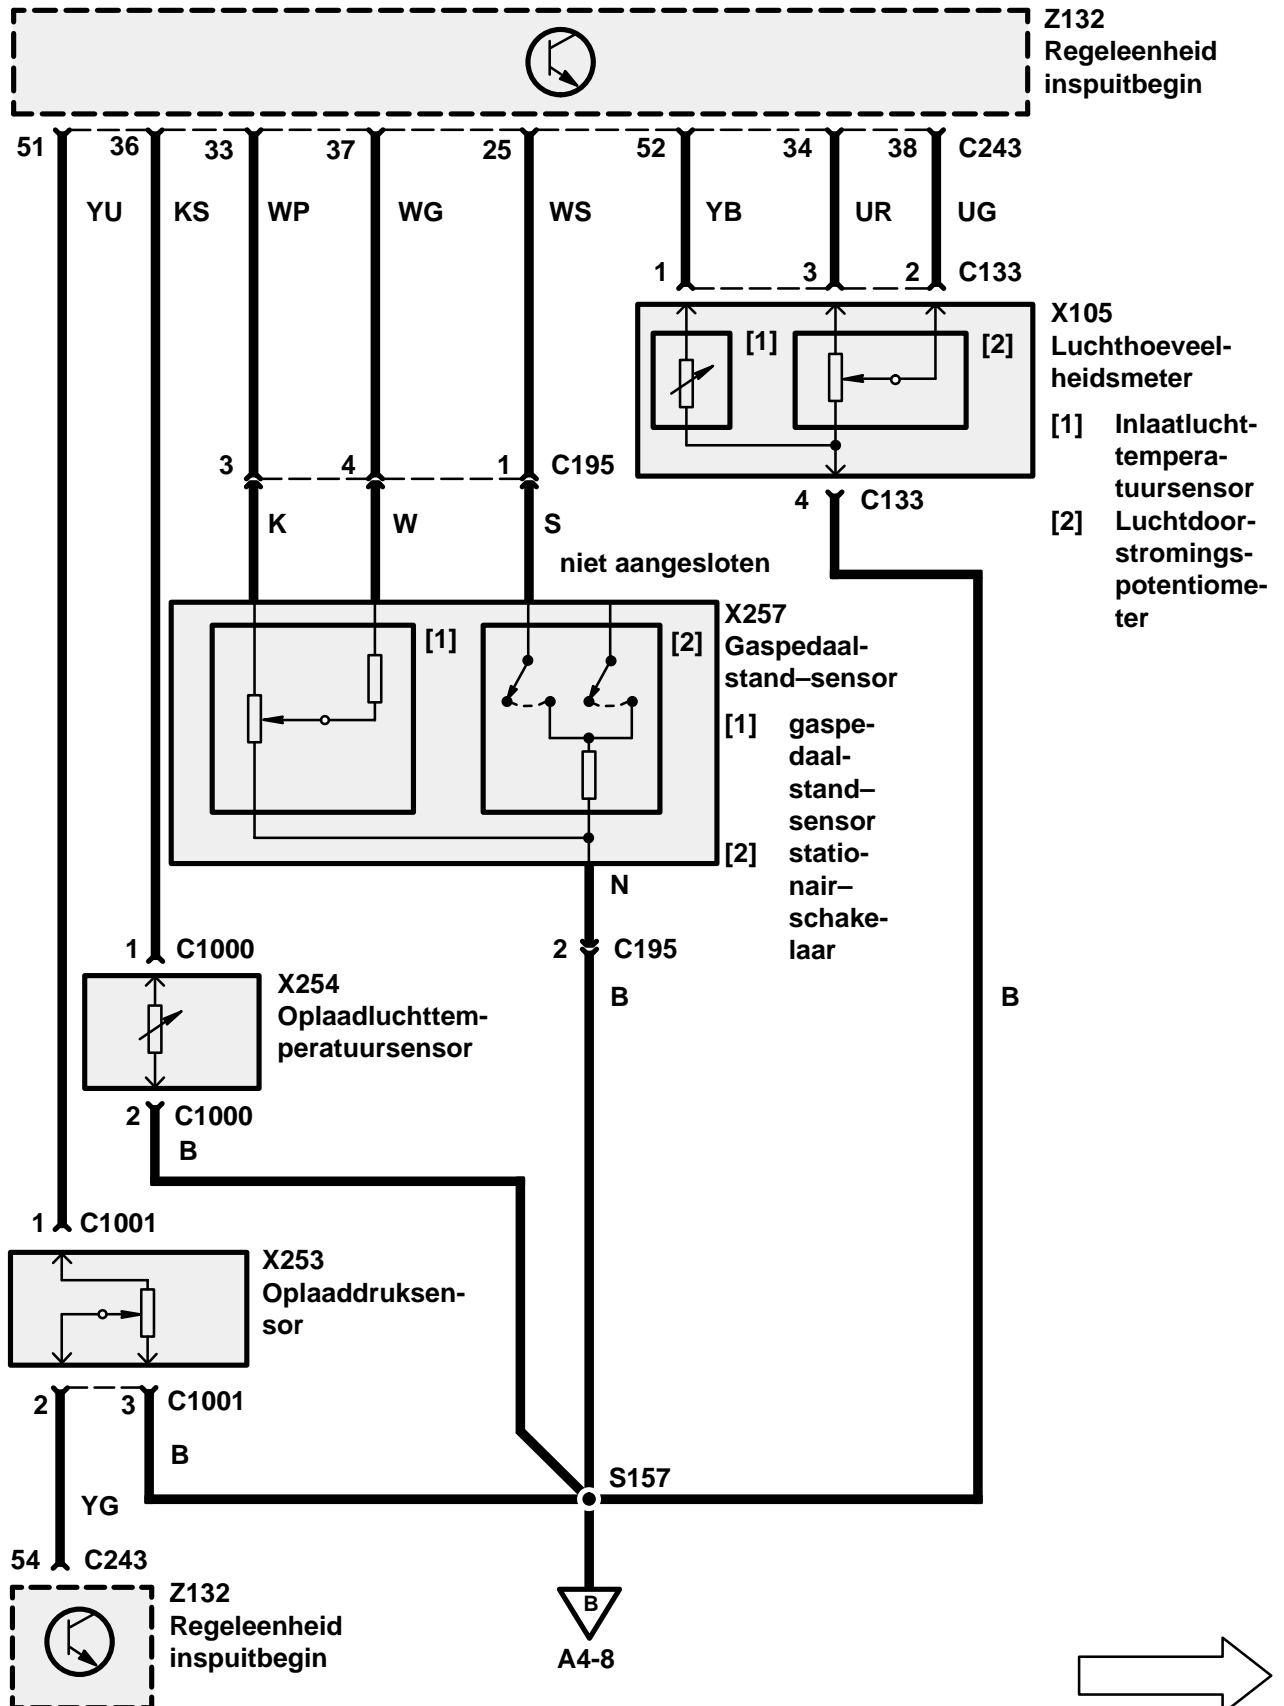 Z132
Regeleenheid
inspuitbegin
51 36 33 37 25 52 34 38 C243
YU KS WP WG WS YB UR UG
1 3 2 C133
X105
Luchthoeveel-
heidsmeter
[1] [2]
[1] Inlaatlucht-
tempera-
tuursensor
[2] Luchtdoor-
stromings-
potentiome-
ter
3 4 1 C195
4 C133
K W S
niet aangesloten
X257
Gaspedaal-
stand–sensor
[1] [2]
[1] gaspe-
daal-
stand–
sensor
[2] statio-
nair–
schake-
laar
N
1 C1000
2 C195
X254
Oplaadluchttem-
peratuursensor
B
B
2 C1000
B
1 C1001
X253
Oplaaddruksen-
sor
2 3 C1001
B
S157
YG
54 C243
Z132
Regeleenheid
inspuitbegin
B
A4-8